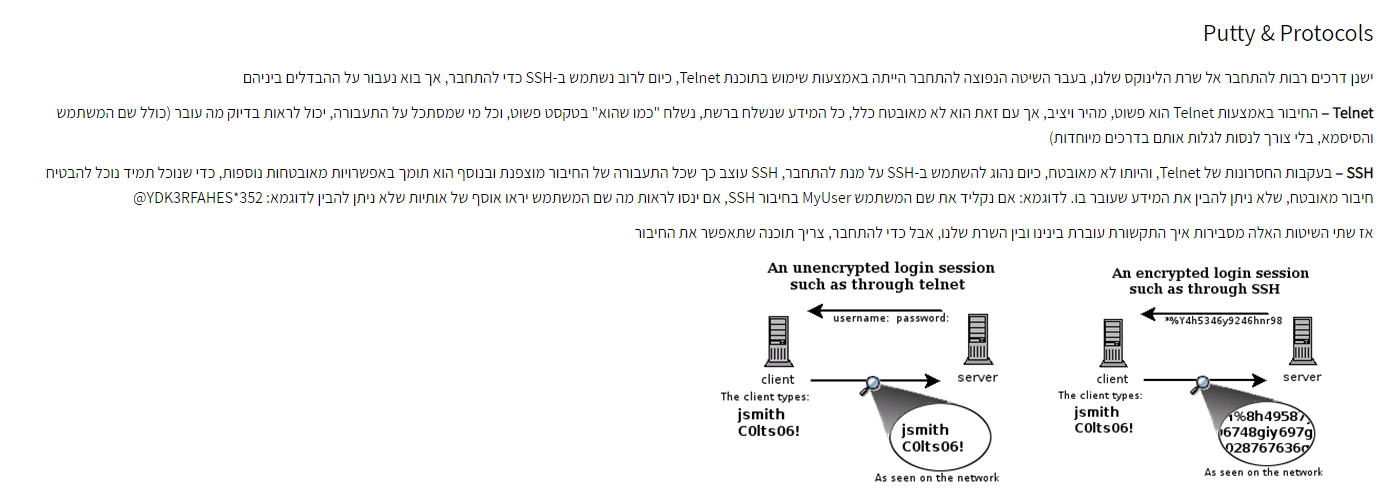 Putty & Protocols
ישנן דרכים רבות להתחבר אל שרת הלינוקס שלנו, בעבר השיטה הנפוצה להתחבר הייתה באמצעות שימוש בתוכנת Telnet, כיום לרוב נשתמש ב-SSH כדי להתחבר, אך בוא נעבור על ההבדלים ביניהם
Telnet – החיבור באמצעות Telnet הוא פשוט, מהיר ויציב, אך עם זאת הוא לא מאובטח כלל, כל המידע שנשלח ברשת, נשלח "כמו שהוא" בטקסט פשוט, וכל מי שמסתכל על התעבורה, יכול לראות בדיוק מה עובר (כולל שם המשתמש
והסיסמא, בלי צורך לנסות לגלות אותם בדרכים מיוחדות)
SSH – בעקבות החסרונות של Telnet, והיותו לא מאובטח, כיום נהוג להשתמש ב-SSH על מנת להתחבר, SSH עוצב כך שכל התעבורה של החיבור מוצפנת ובנוסף הוא תומך באפשרויות מאובטחות נוספות, כדי שנוכל תמיד נוכל להבטיח
חיבור מאובטח, שלא ניתן להבין את המידע שעובר בו. לדוגמא: אם נקליד את שם המשתמש MyUser בחיבור SSH, אם ינסו לראות מה שם המשתמש יראו אוסף של אותיות שלא ניתן להבין לדוגמא: @YDK3RFAHES*352
אז שתי השיטות האלה מסבירות איך התקשורת עוברת בינינו ובין השרת שלנו, אבל כדי להתחבר, צריך תוכנה שתאפשר את החיבור
An unencrypted login session
such as through telnet
username: password:
client
server
The client types:
jsmith
C0lts06!
jsmith
C0lts06!
As seen on the network
An encrypted login session
such as through SSH
*%Y4h5346y9246hnr98
client
server
The client types:
jsmith
C0lts06!
%8h49587
6748giy697g
028767636
As seen on the network